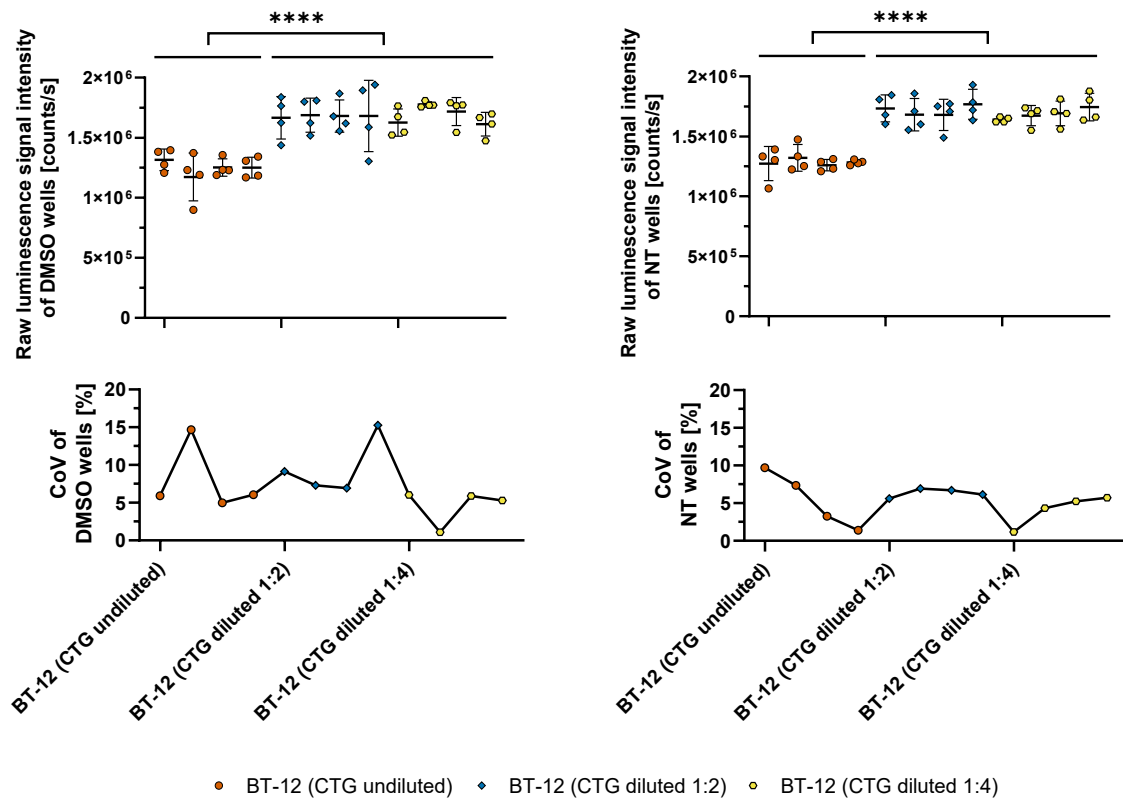 ****
Raw luminescence signal intensity
of DMSO wells [counts/s]
2×10⁶
1.5×10⁶
1×10⁶
5×10⁵
0
****
Raw luminescence signal intensity
of NT wells [counts/s]
2×10⁶
1.5×10⁶
1×10⁶
5×10⁵
0
CoV of
DMSO wells [%]
20
15
10
5
0
BT-12 (CTG undiluted)
BT-12 (CTG diluted 1:2)
BT-12 (CTG diluted 1:4)
CoV of
NT wells [%]
20
15
10
5
0
BT-12 (CTG undiluted)
BT-12 (CTG diluted 1:2)
BT-12 (CTG diluted 1:4)
BT-12 (CTG undiluted) BT-12 (CTG diluted 1:2) BT-12 (CTG diluted 1:4)